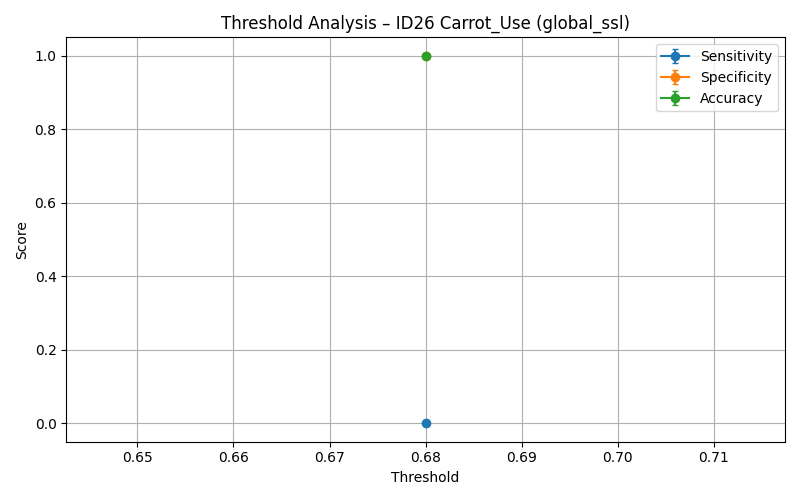 Threshold Analysis – ID26 Carrot_Use (global_ssl)
Sensitivity
Specificity
Accuracy
1.0
0.8
0.6
0.4
0.2
0.0
Score
0.65 0.66 0.67 0.68 0.69 0.70 0.71
Threshold